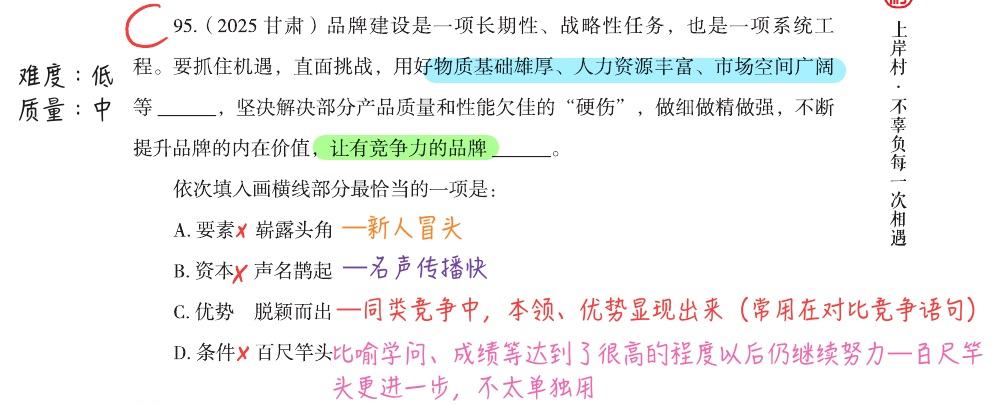 95.（2025 甘肃）品牌建设是一项长期性、战略性任务，也是一项系统工
程。要抓住机遇，直面挑战，用好物质基础雄厚、人力资源丰富、市场空间广阔
等______，坚决解决部分产品质量和性能欠佳的“硬伤”，做细做精做强，不断
提升品牌的内在价值，让有竞争力的品牌______。
依次填入画横线部分最恰当的一项是：
A. 要素× 崭露头角 —新人冒头
B. 资本× 声名鹊起 —名声传播快
C. 优势 脱颖而出—同类竞争中，本领、优势显现出来（常用在对比竞争语句）
D. 条件× 百尺竿头比喻学问、成绩等达到了很高的程度以后仍继续努力—百尺竿
头更进一步，不太单独用
难度：低
质量：中
上岸村·不辜负每一次相遇